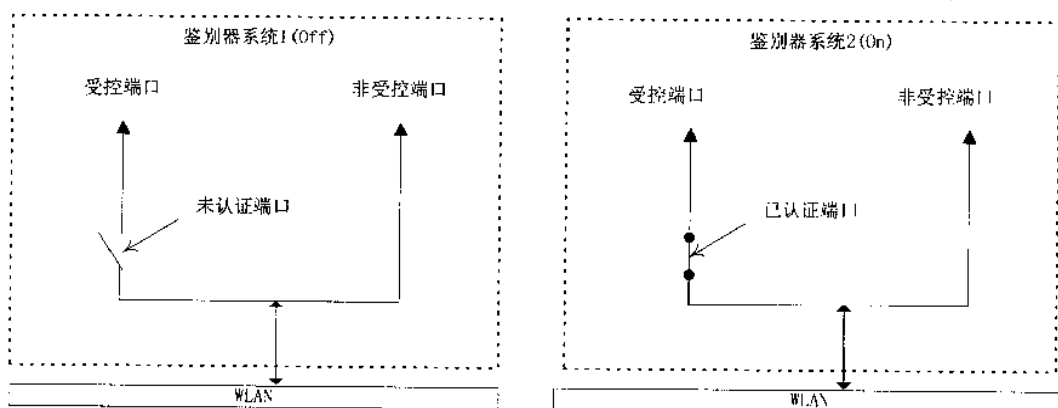 鉴别器系统1(Off)
受控端口
非受控端口
未认证端口
WLAN
鉴别器系统2(On)
受控端口
非受控端口
已认证端口
WLAN